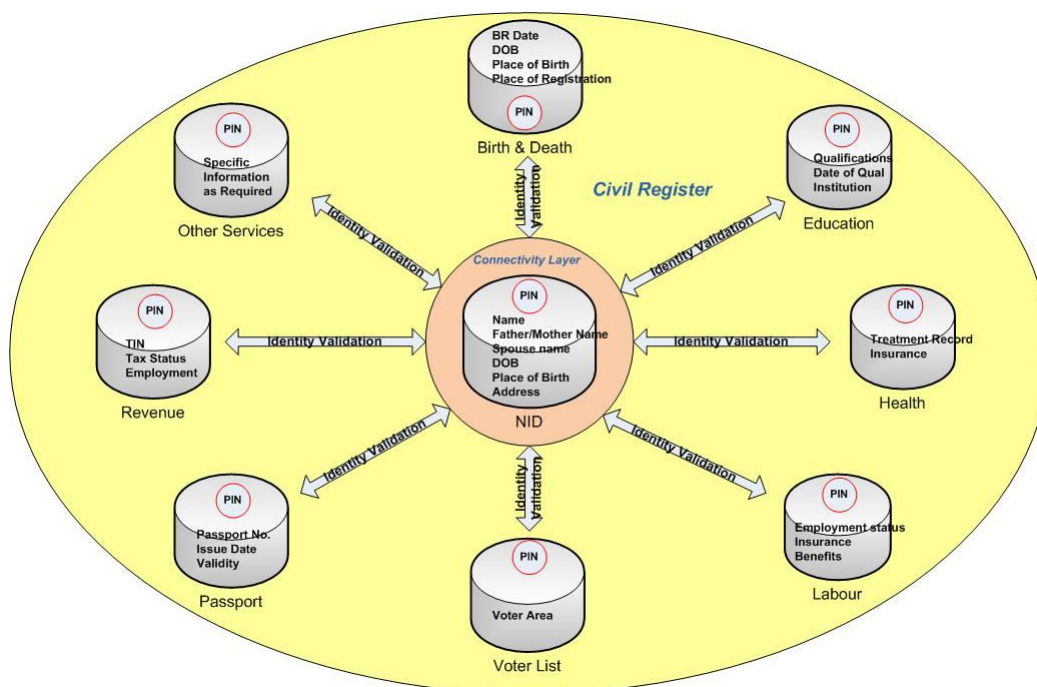 BR Date
DOB
Place of Birth
Place of Registration
PIN
Birth & Death
PIN
Specific
Information
as Required
Other Services
PIN
Qualifications
Date of Qual
Institution
Education
Civil Register
Identity
Validation
Identity Validation
Identity Validation
Connectivity Layer
PIN
Name
Father/Mother Name
Spouse name
DOB
Place of Birth
Address
NID
PIN
TIN
Tax Status
Employment
Revenue
Identity Validation
Identity Validation
PIN
Treatment Record
Insurance
Health
Identity Validation
Identity
Validation
Identity Validation
PIN
Passport No.
Issue Date
Validity
Passport
PIN
Voter Area
Voter List
PIN
Employment status
Insurance
Benefits
Labour